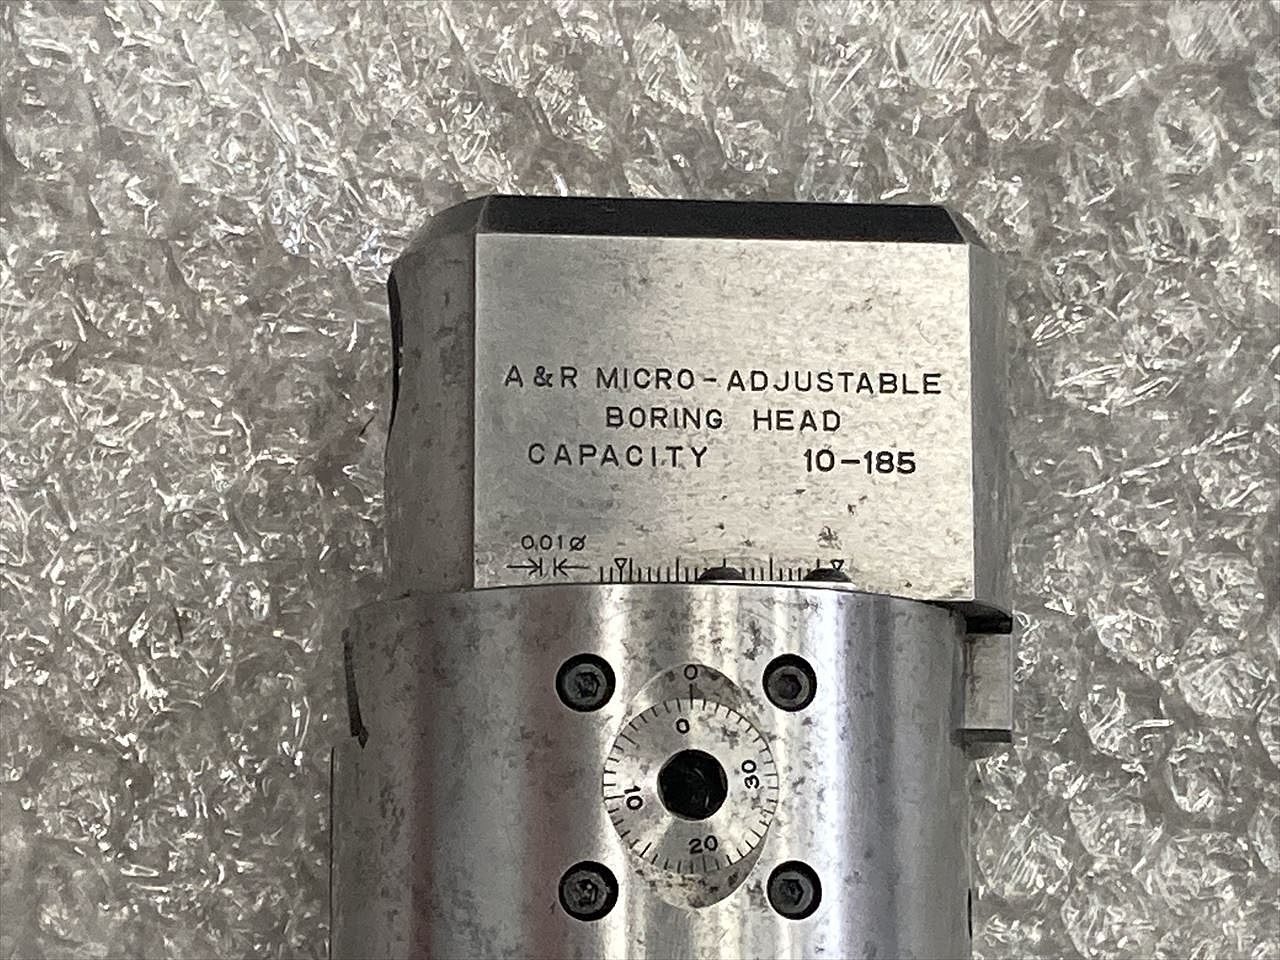 A & R MICRO-ADJUSTABLE
BORING HEAD
CAPACITY 10-185
0.01ø
0
0
10
30
20